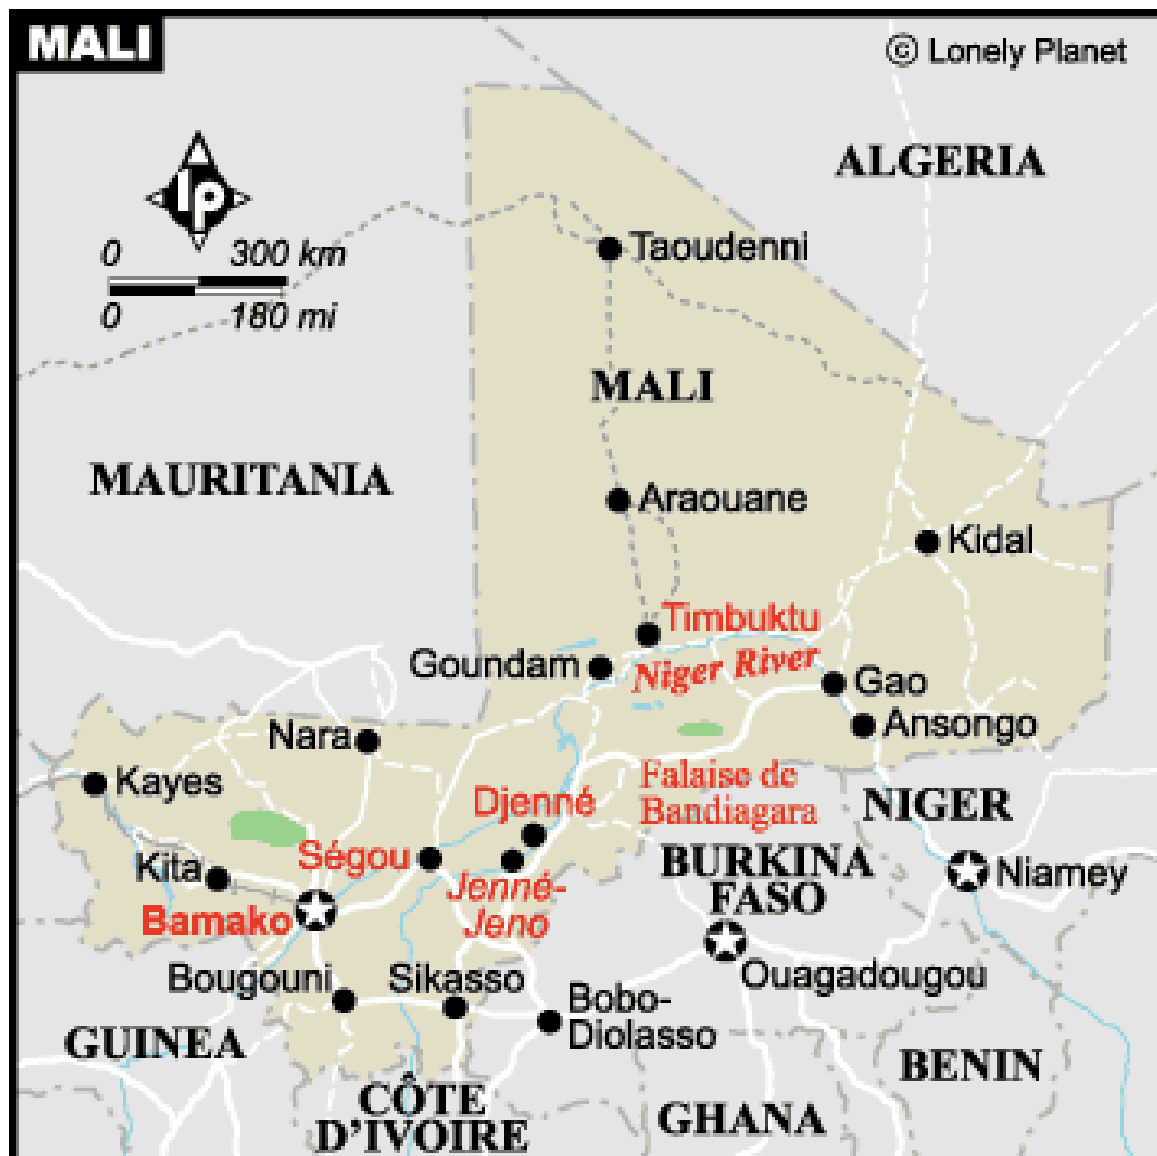 MALI
© Lonely Planet
ALGERIA
lp
0 300 km
0 180 mi
Taoudenni
MALI
MAURITANIA
Araouane
Kidal
Timbuktu
Goundam
Niger River
Gao
Ansongo
Nara
Kayes
Falaise de
Bandiagara
Djenné
NIGER
Ségou
Kita
Jenné-
Jeno
BURKINA
FASO
Niamey
Bamako
Bougouni
Sikasso
Ouagadougou
Bobo-
Diolasso
GUINEA
BENIN
CÔTE
D'IVOIRE
GHANA